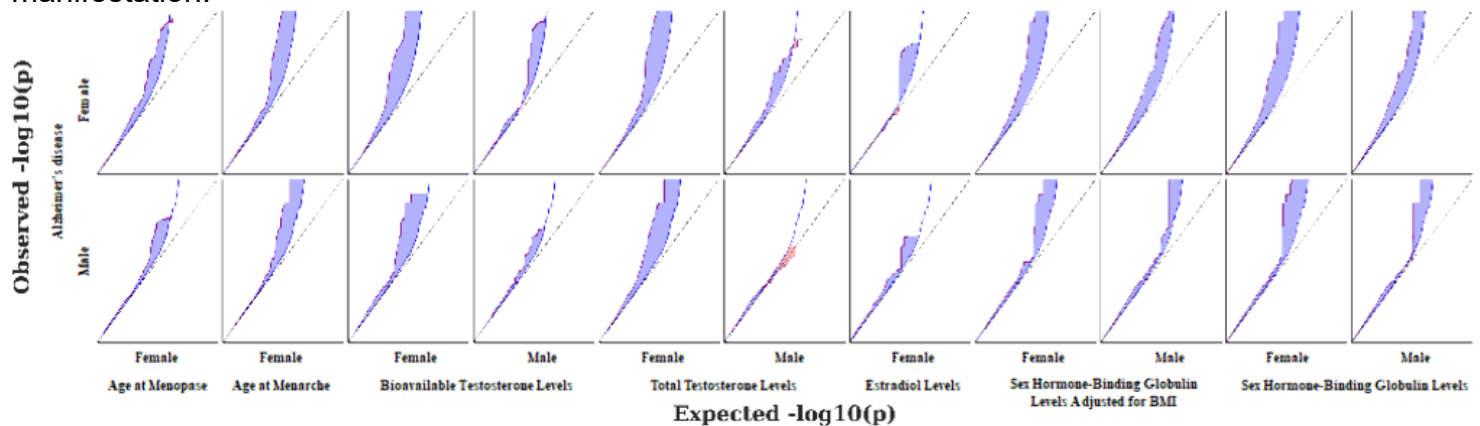 manifestation.
Observed -log10(p)
Alzheimer's disease
Female
Male
Female Female Female Male Female Male Female Female Male Female Male
Age at Menopase Age at Menarche Bioavailable Testosterone Levels Total Testosterone Levels Estradiol Levels Sex Hormone-Binding Globulin Sex Hormone-Binding Globulin Levels
Levels Adjusted for BMI
Expected -log10(p)